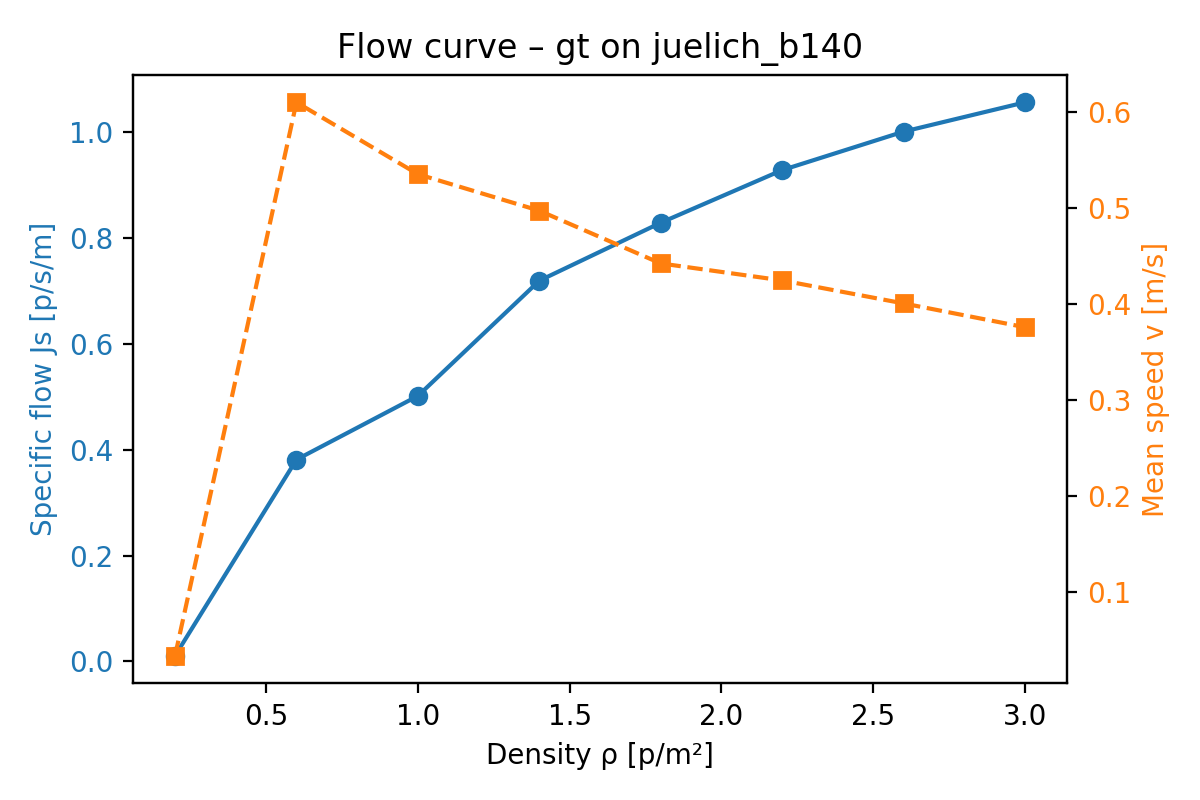 Flow curve – gt on juelich_b140
Specific flow Js [p/s/m]
1.0
0.8
0.6
0.4
0.2
0.0
0.6
0.5
0.4
0.3
0.2
0.1
Mean speed v [m/s]
0.5 1.0 1.5 2.0 2.5 3.0
Density ρ [p/m²]